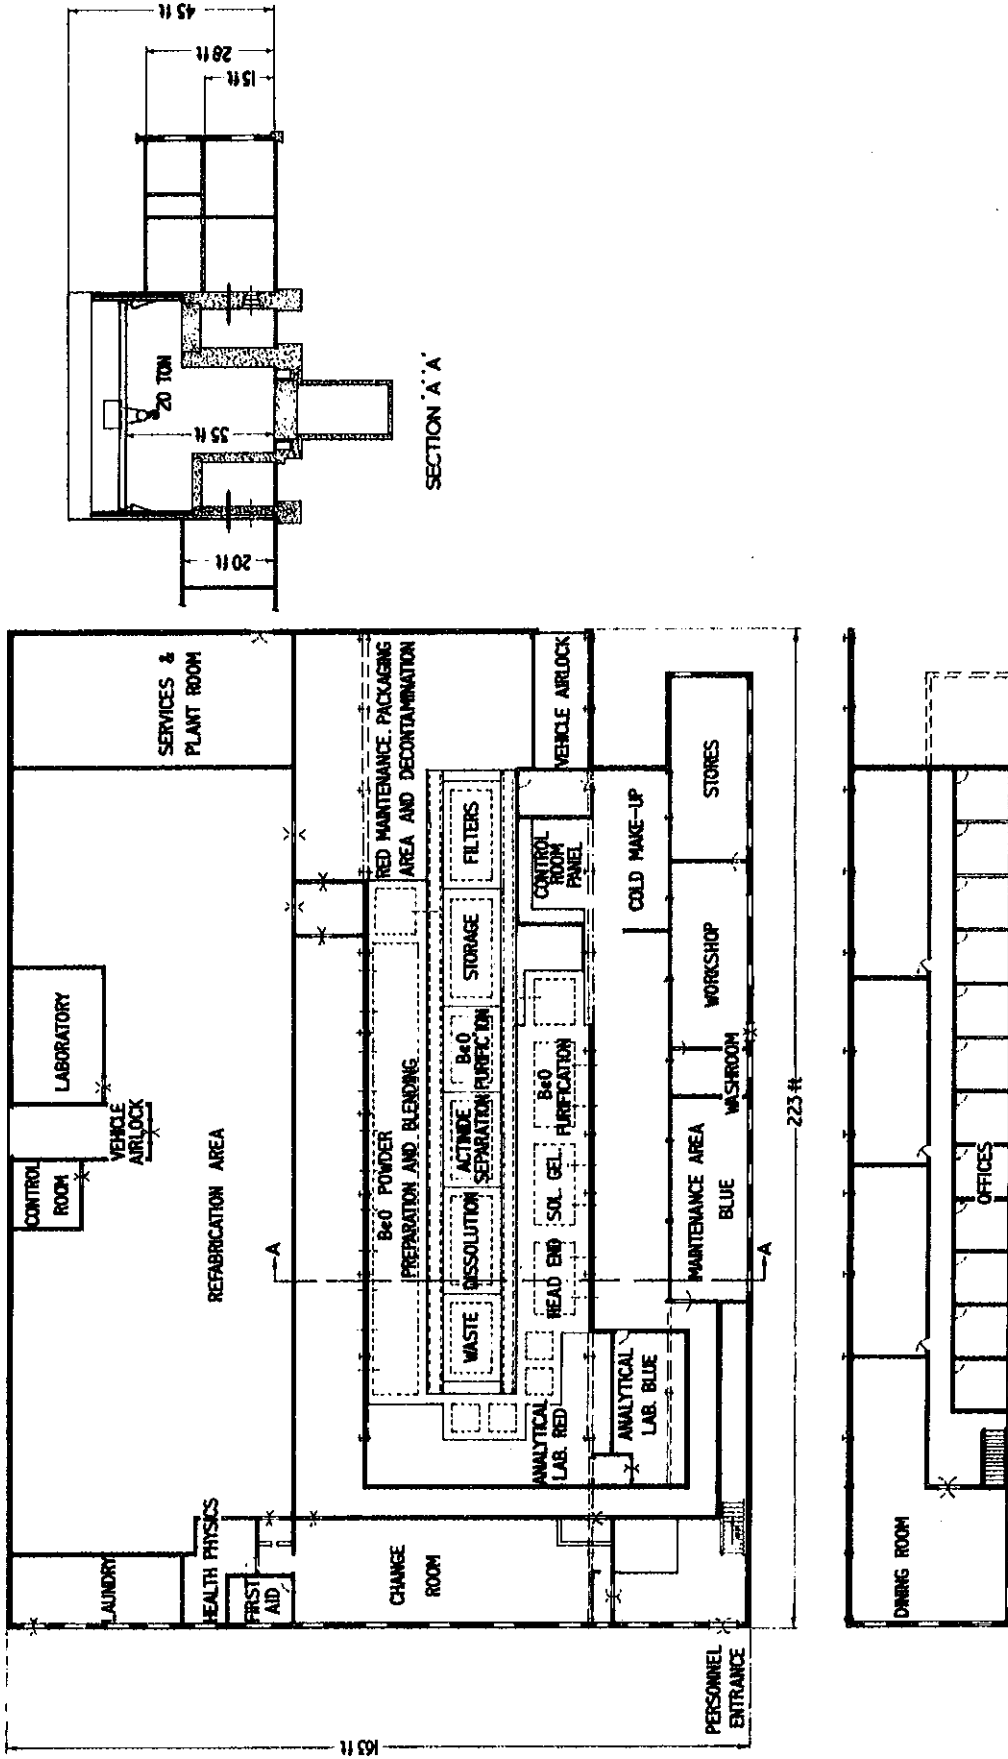 45 ft
28 ft
15 ft
20 TON
35 ft
20 ft
SECTION 'A' 'A'
SERVICES &
PLANT ROOM
RED MAINTENANCE. PACKAGING
AREA AND DECONTAMINATION
VEHICLE AIRLOCK
FILTERS
CONTROL
ROOM
PANEL
COLD MAKE-UP
STORES
LABORATORY
STORAGE
WORKSHOP
VEHICLE
AIRLOCK
BeO
PURIFICTION
BeO
PURIFICATION
WASHROOM
CONTROL
ROOM
REFABRICATION AREA
BeO POWDER
PREPARATION AND BLENDING
ACTINIDE
SEPARATION
SOL. GEL.
DISSOLUTION
HEAD END
WASTE
MAINTENANCE AREA
BLUE
A
A
223 ft
OFFICES
ANALYTICAL
LAB. RED
ANALYTICAL
LAB. BLUE
LAUNDRY
HEALTH PHYSICS
FIRST
AID
CHANGE
ROOM
DINING ROOM
PERSONNEL
ENTRANCE
163 ft